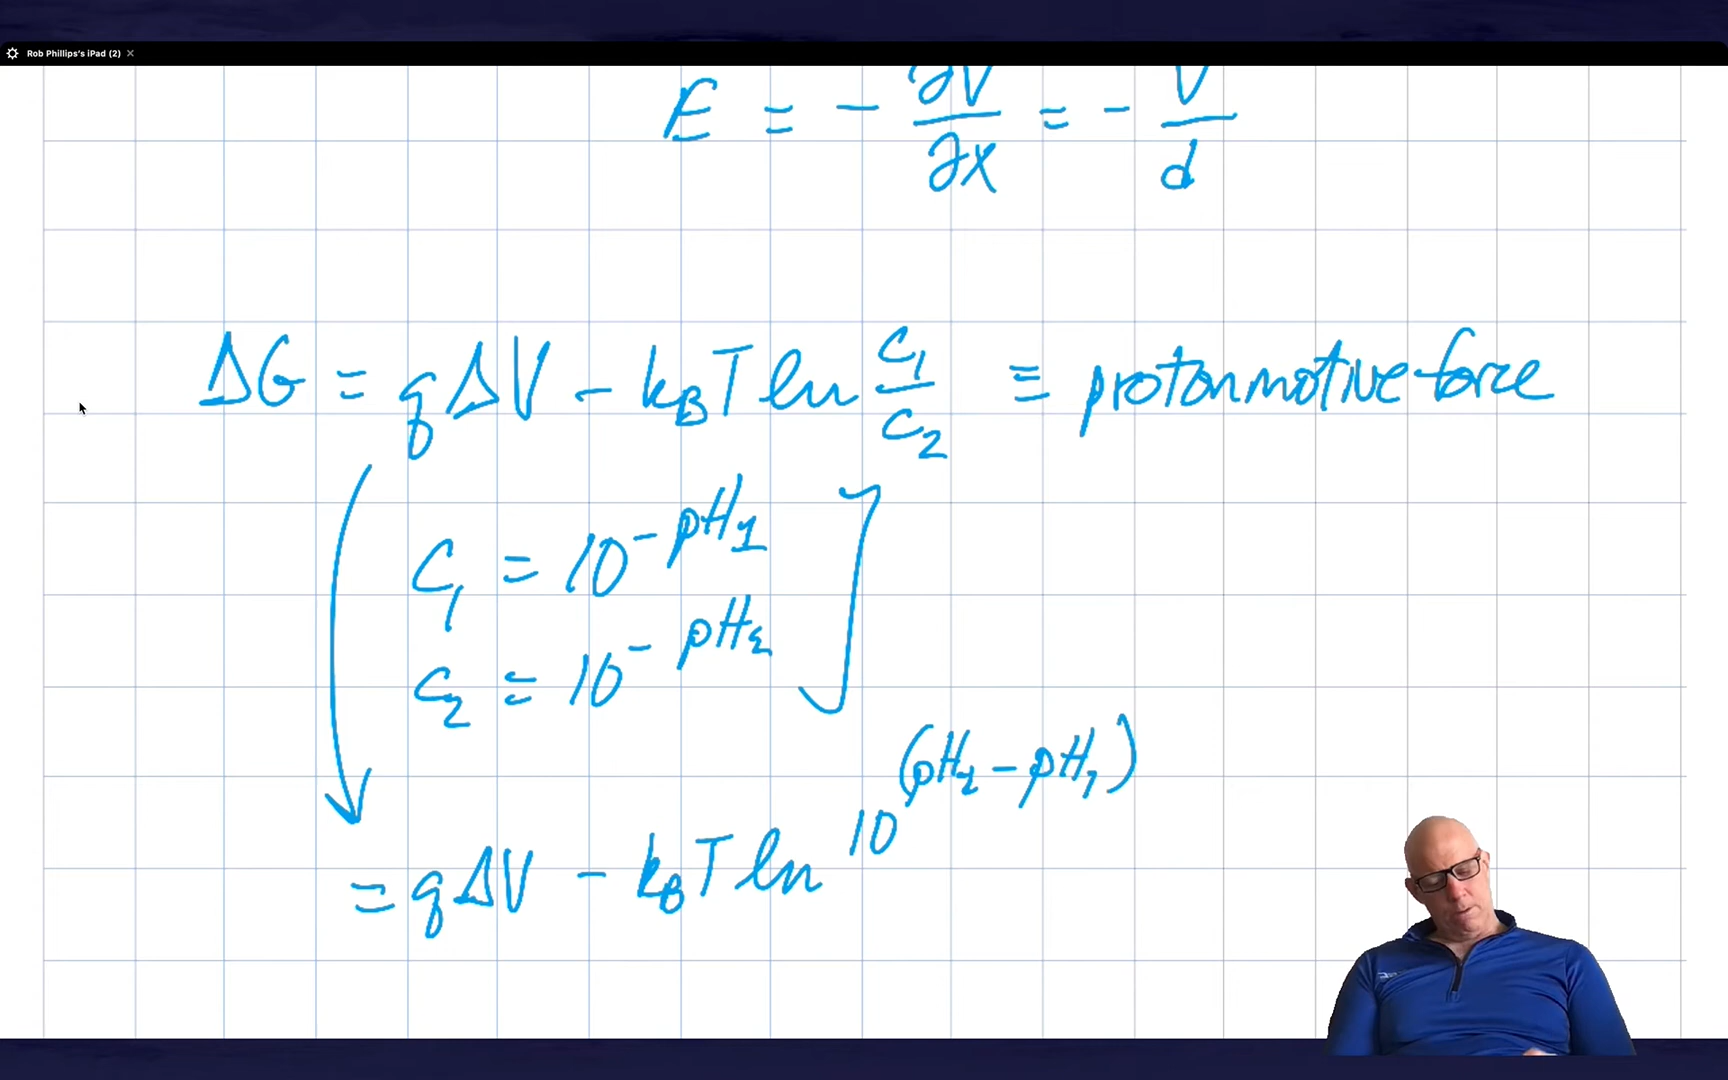 Rob Phillips's iPad (2) ×
E = - ∂V/∂x = - V/d
ΔG = qΔV - k_BT ln c₁/c₂ ≡ protonmotive force
C₁ = 10^(-pH₁)
C₂ = 10^(-pH₂)
= qΔV - k_BT ln 10^(pH₂ - pH₁)